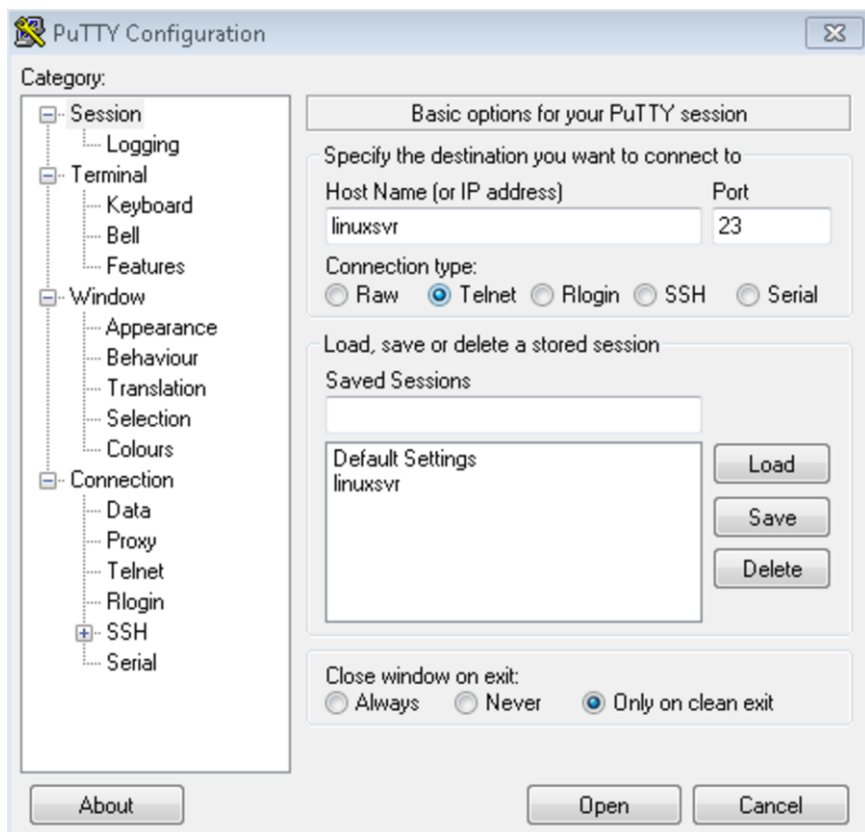 PuTTY Configuration
Category:
Session
Logging
Terminal
Keyboard
Bell
Features
Window
Appearance
Behaviour
Translation
Selection
Colours
Connection
Data
Proxy
Telnet
Rlogin
SSH
Serial
Basic options for your PuTTY session
Specify the destination you want to connect to
Host Name (or IP address) Port
linuxsvr 23
Connection type:
Raw Telnet Rlogin SSH Serial
Load, save or delete a stored session
Saved Sessions
Default Settings
linuxsvr
Load
Save
Delete
Close window on exit:
Always Never Only on clean exit
About Open Cancel